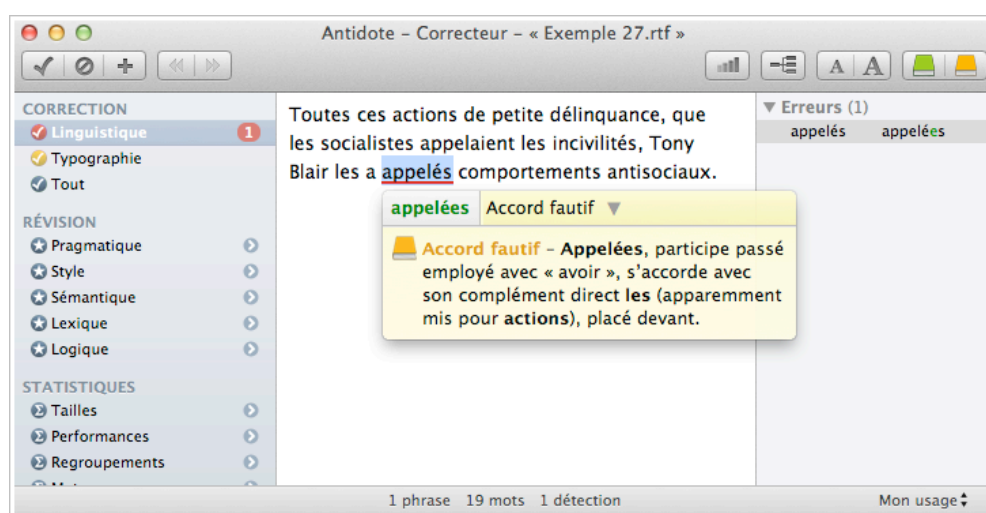 Antidote – Correcteur – « Exemple 27.rtf »
A A
CORRECTION
Linguistique 1
Typographie
Tout
RÉVISION
Pragmatique
Style
Sémantique
Lexique
Logique
STATISTIQUES
Tailles
Performances
Regroupements
Toutes ces actions de petite délinquance, que
les socialistes appelaient les incivilités, Tony
Blair les a appelés comportements antisociaux.
appelées Accord fautif
Accord fautif – Appelées, participe passé
employé avec « avoir », s’accorde avec
son complément direct les (apparemment
mis pour actions), placé devant.
Erreurs (1)
appelés appelées
1 phrase 19 mots 1 détection
Mon usage